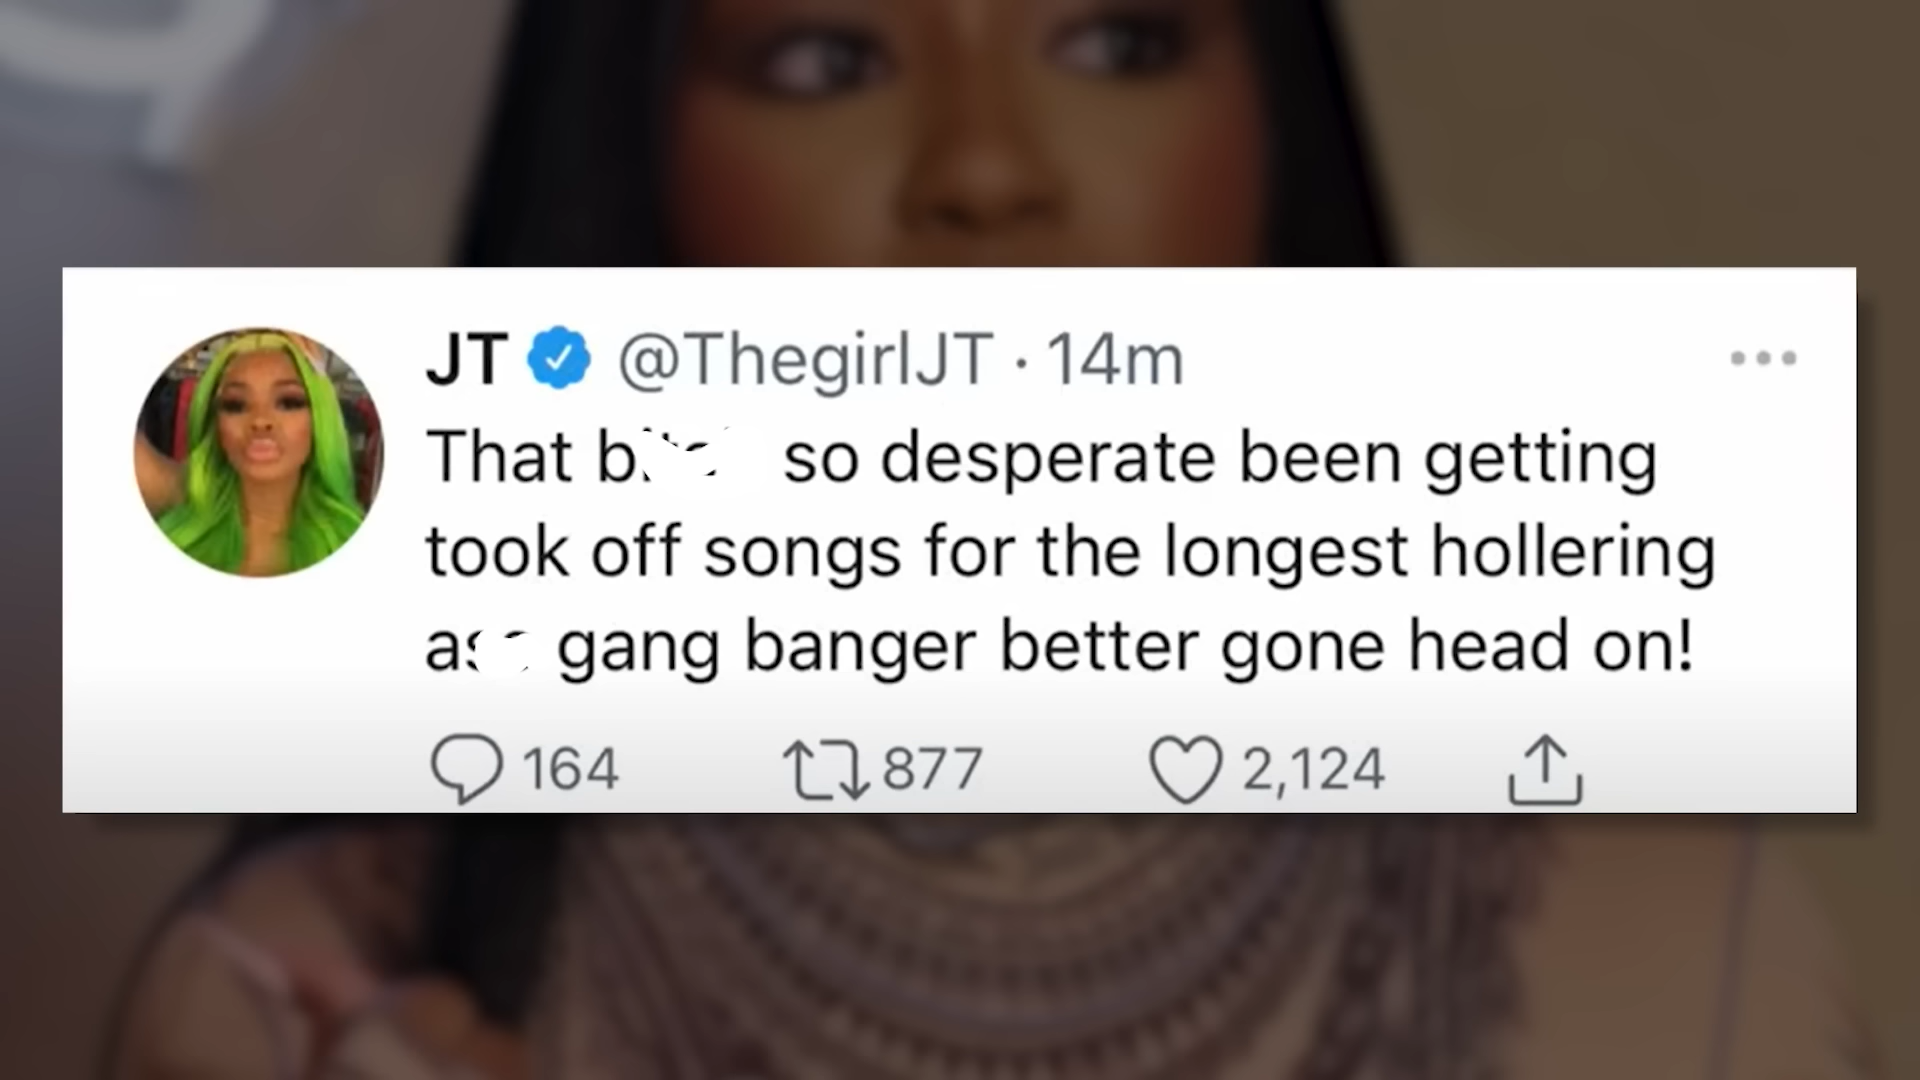 JT @ThegirlJT · 14m
That so desperate been getting
took off songs for the longest hollering
gang banger better gone head on!
164 877 2,124